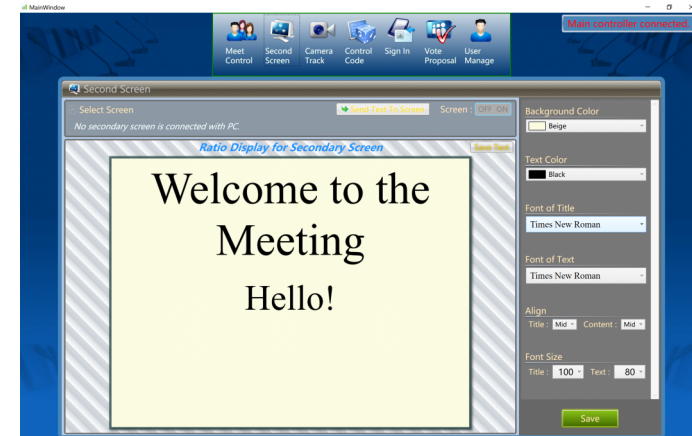 MainWindow
Main controller connected.
Meet Control
Second Screen
Camera Track
Control Code
Sign In
Vote Proposal
User Manage
Second Screen
Select Screen
Send Text To Screen
Screen : OFF ON
No secondary screen is connected with PC.
Ratio Display for Secondary Screen
Save Text
Welcome to the
Meeting
Hello!
Background Color
Beige
Text Color
Black
Font of Title
Times New Roman
Font of Text
Times New Roman
Align
Title : Mid Content : Mid
Font Size
Title : 100 Text : 80
Save